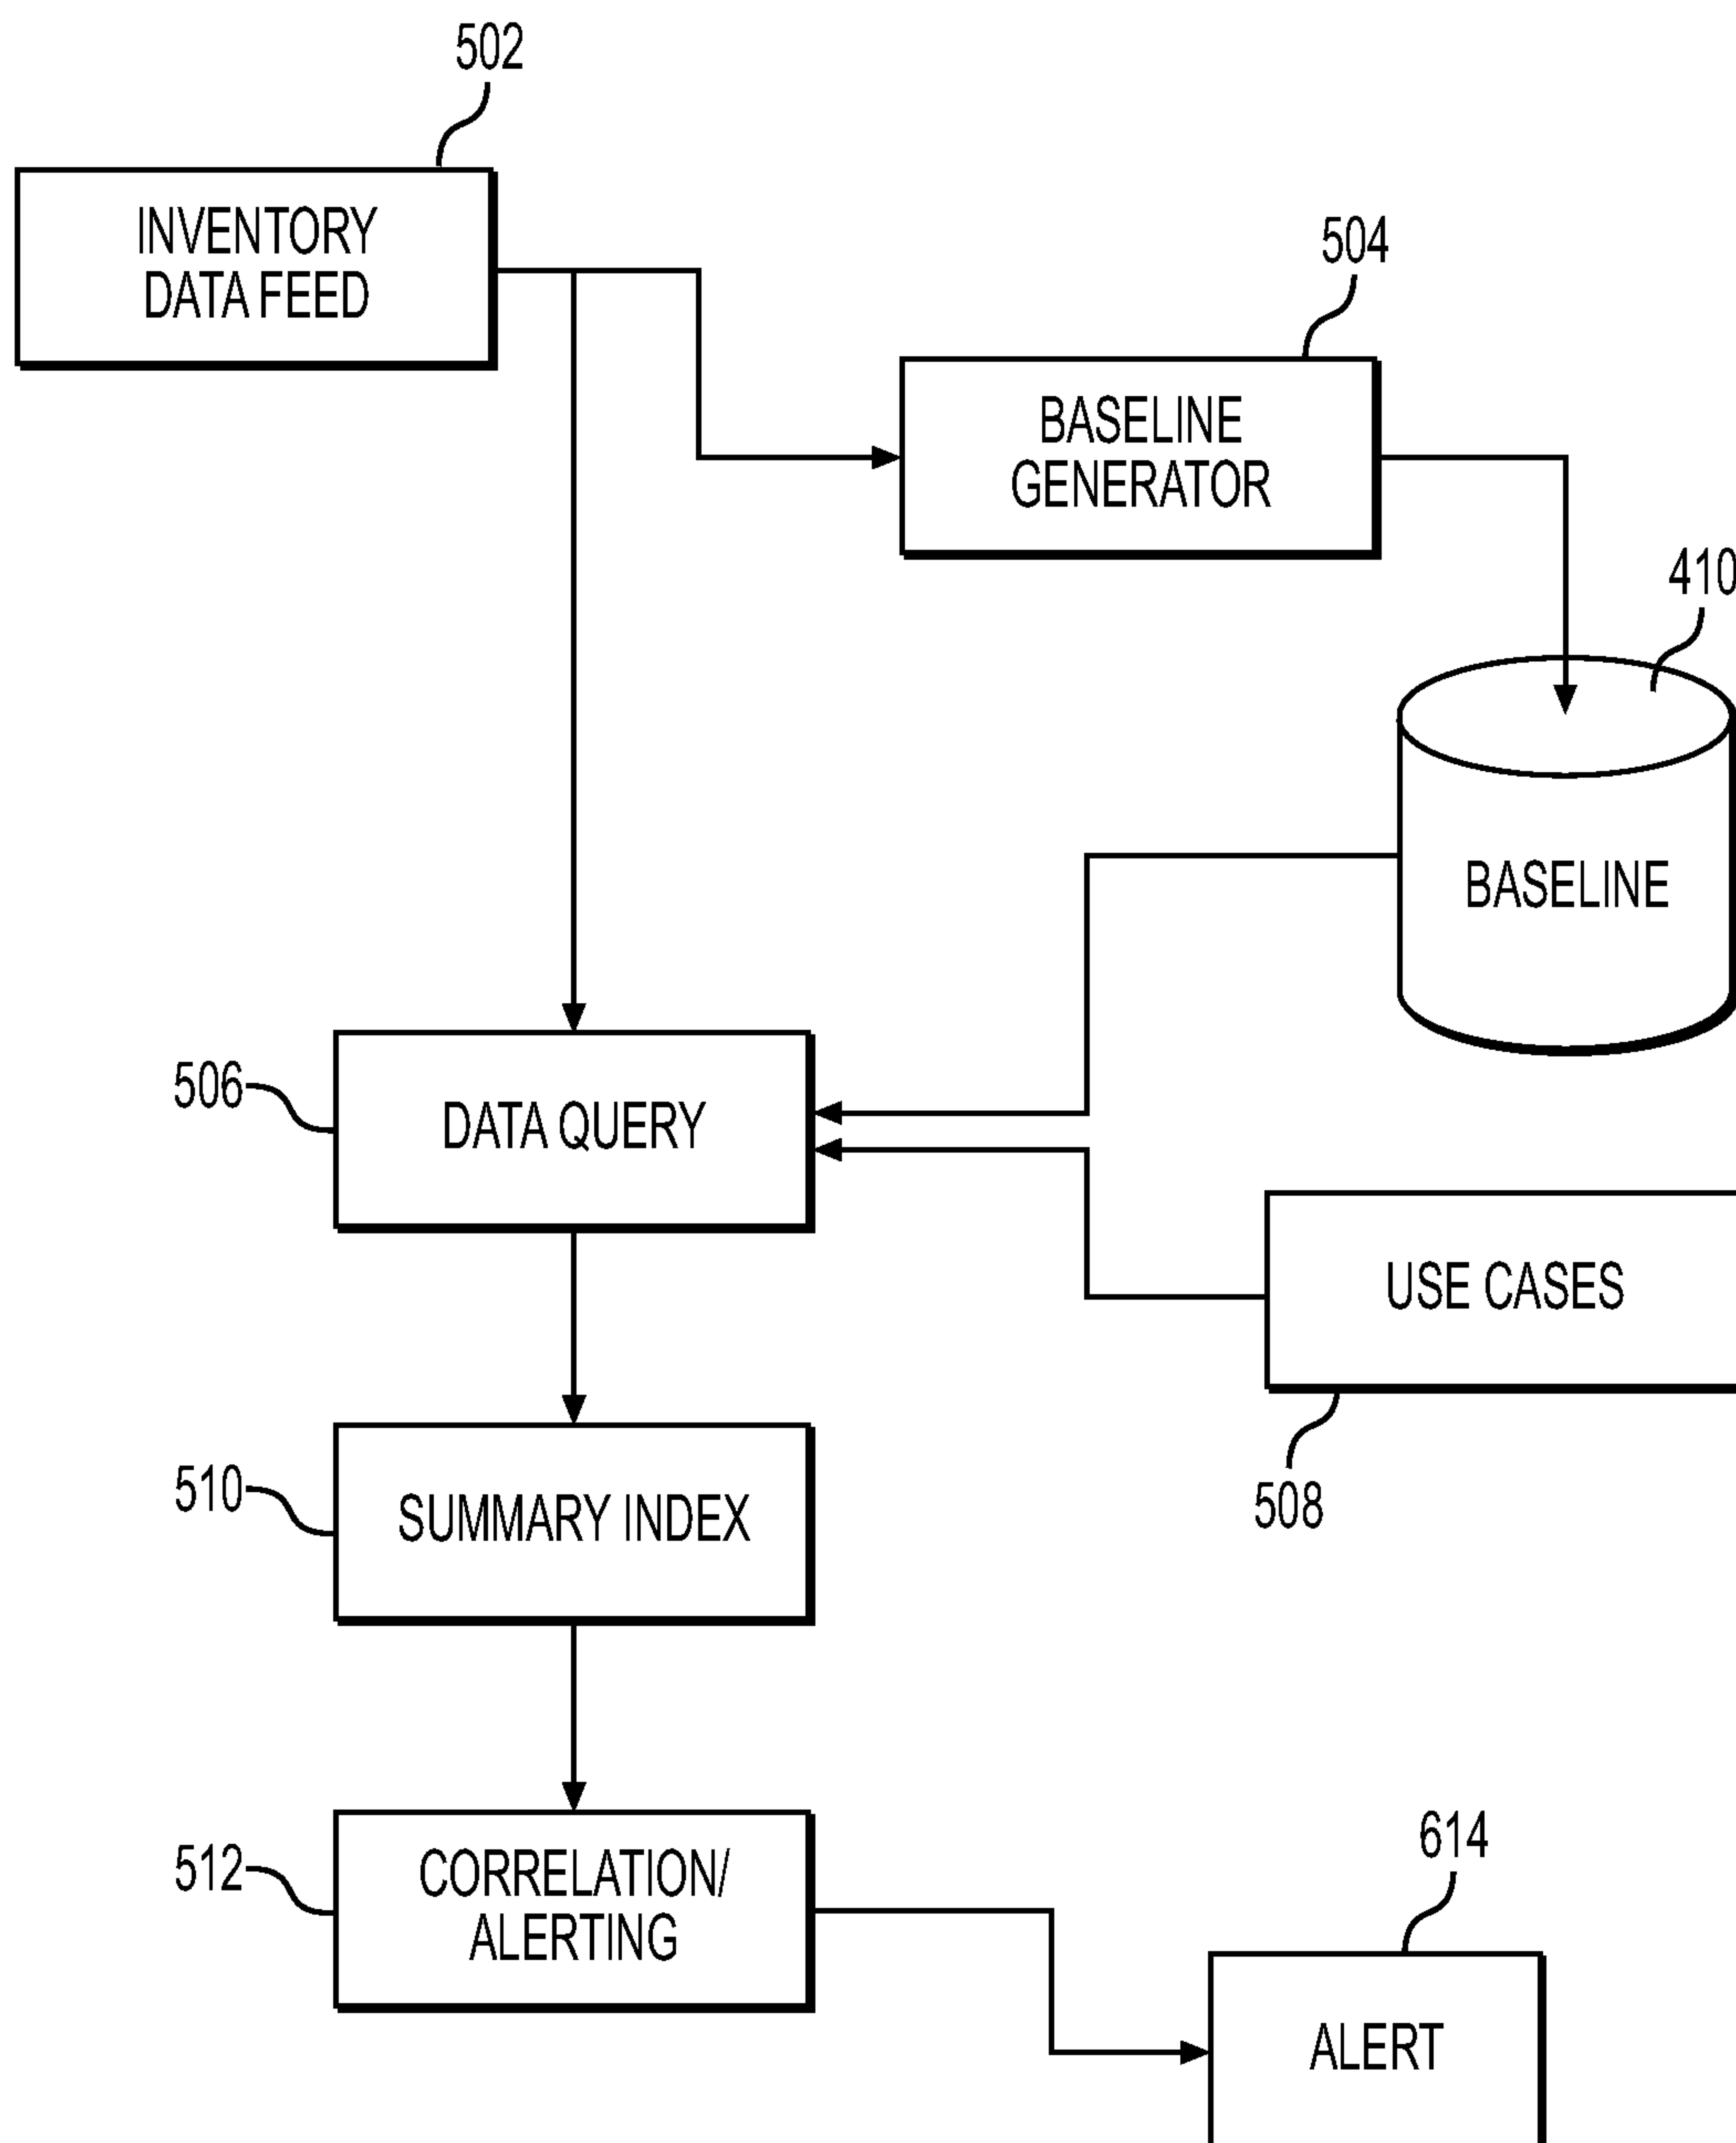 502
INVENTORY
DATA FEED
504
BASELINE
GENERATOR
410
BASELINE
506
DATA QUERY
USE CASES
508
510
SUMMARY INDEX
512
CORRELATION/
ALERTING
614
ALERT